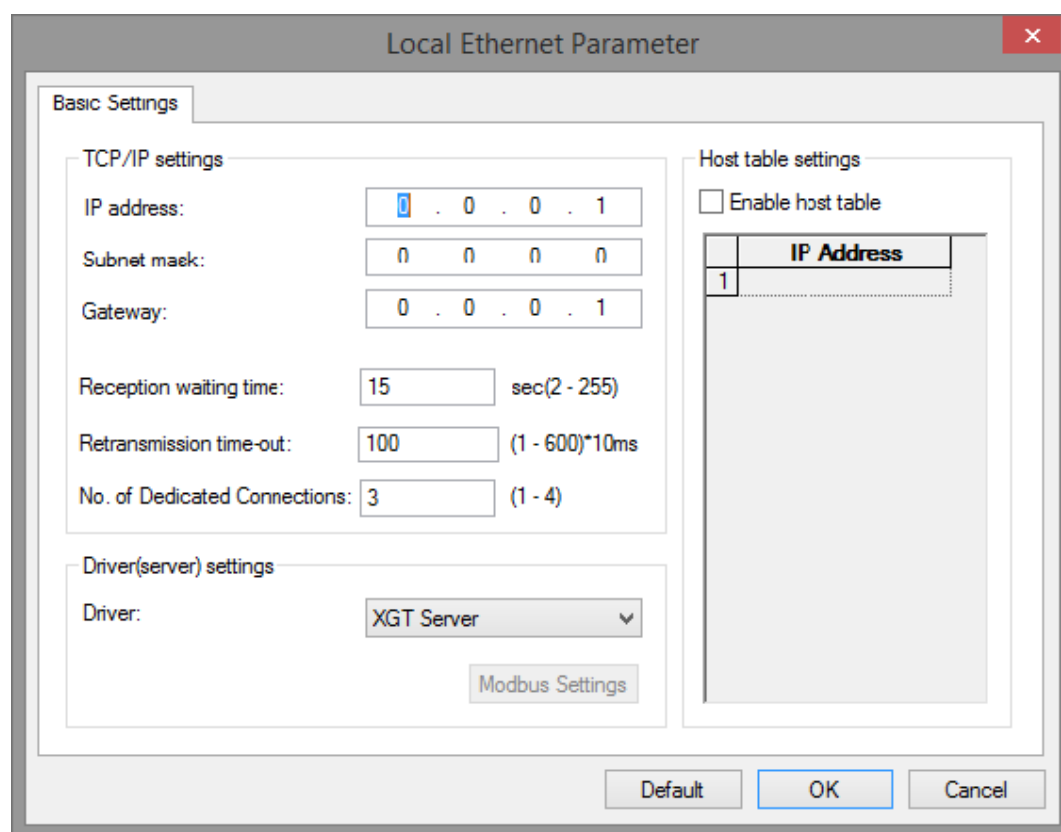 Local Ethernet Parameter
Basic Settings
TCP/IP settings
IP address: 0 . 0 . 0 . 1
Subnet mask: 0 0 0 0
Gateway: 0 . 0 . 0 . 1
Reception waiting time: 15 sec(2 - 255)
Retransmission time-out: 100 (1 - 600)*10ms
No. of Dedicated Connections: 3 (1 - 4)
Driver(server) settings
Driver: XGT Server
Modbus Settings
Host table settings
Enable host table
IP Address
1
Default OK Cancel